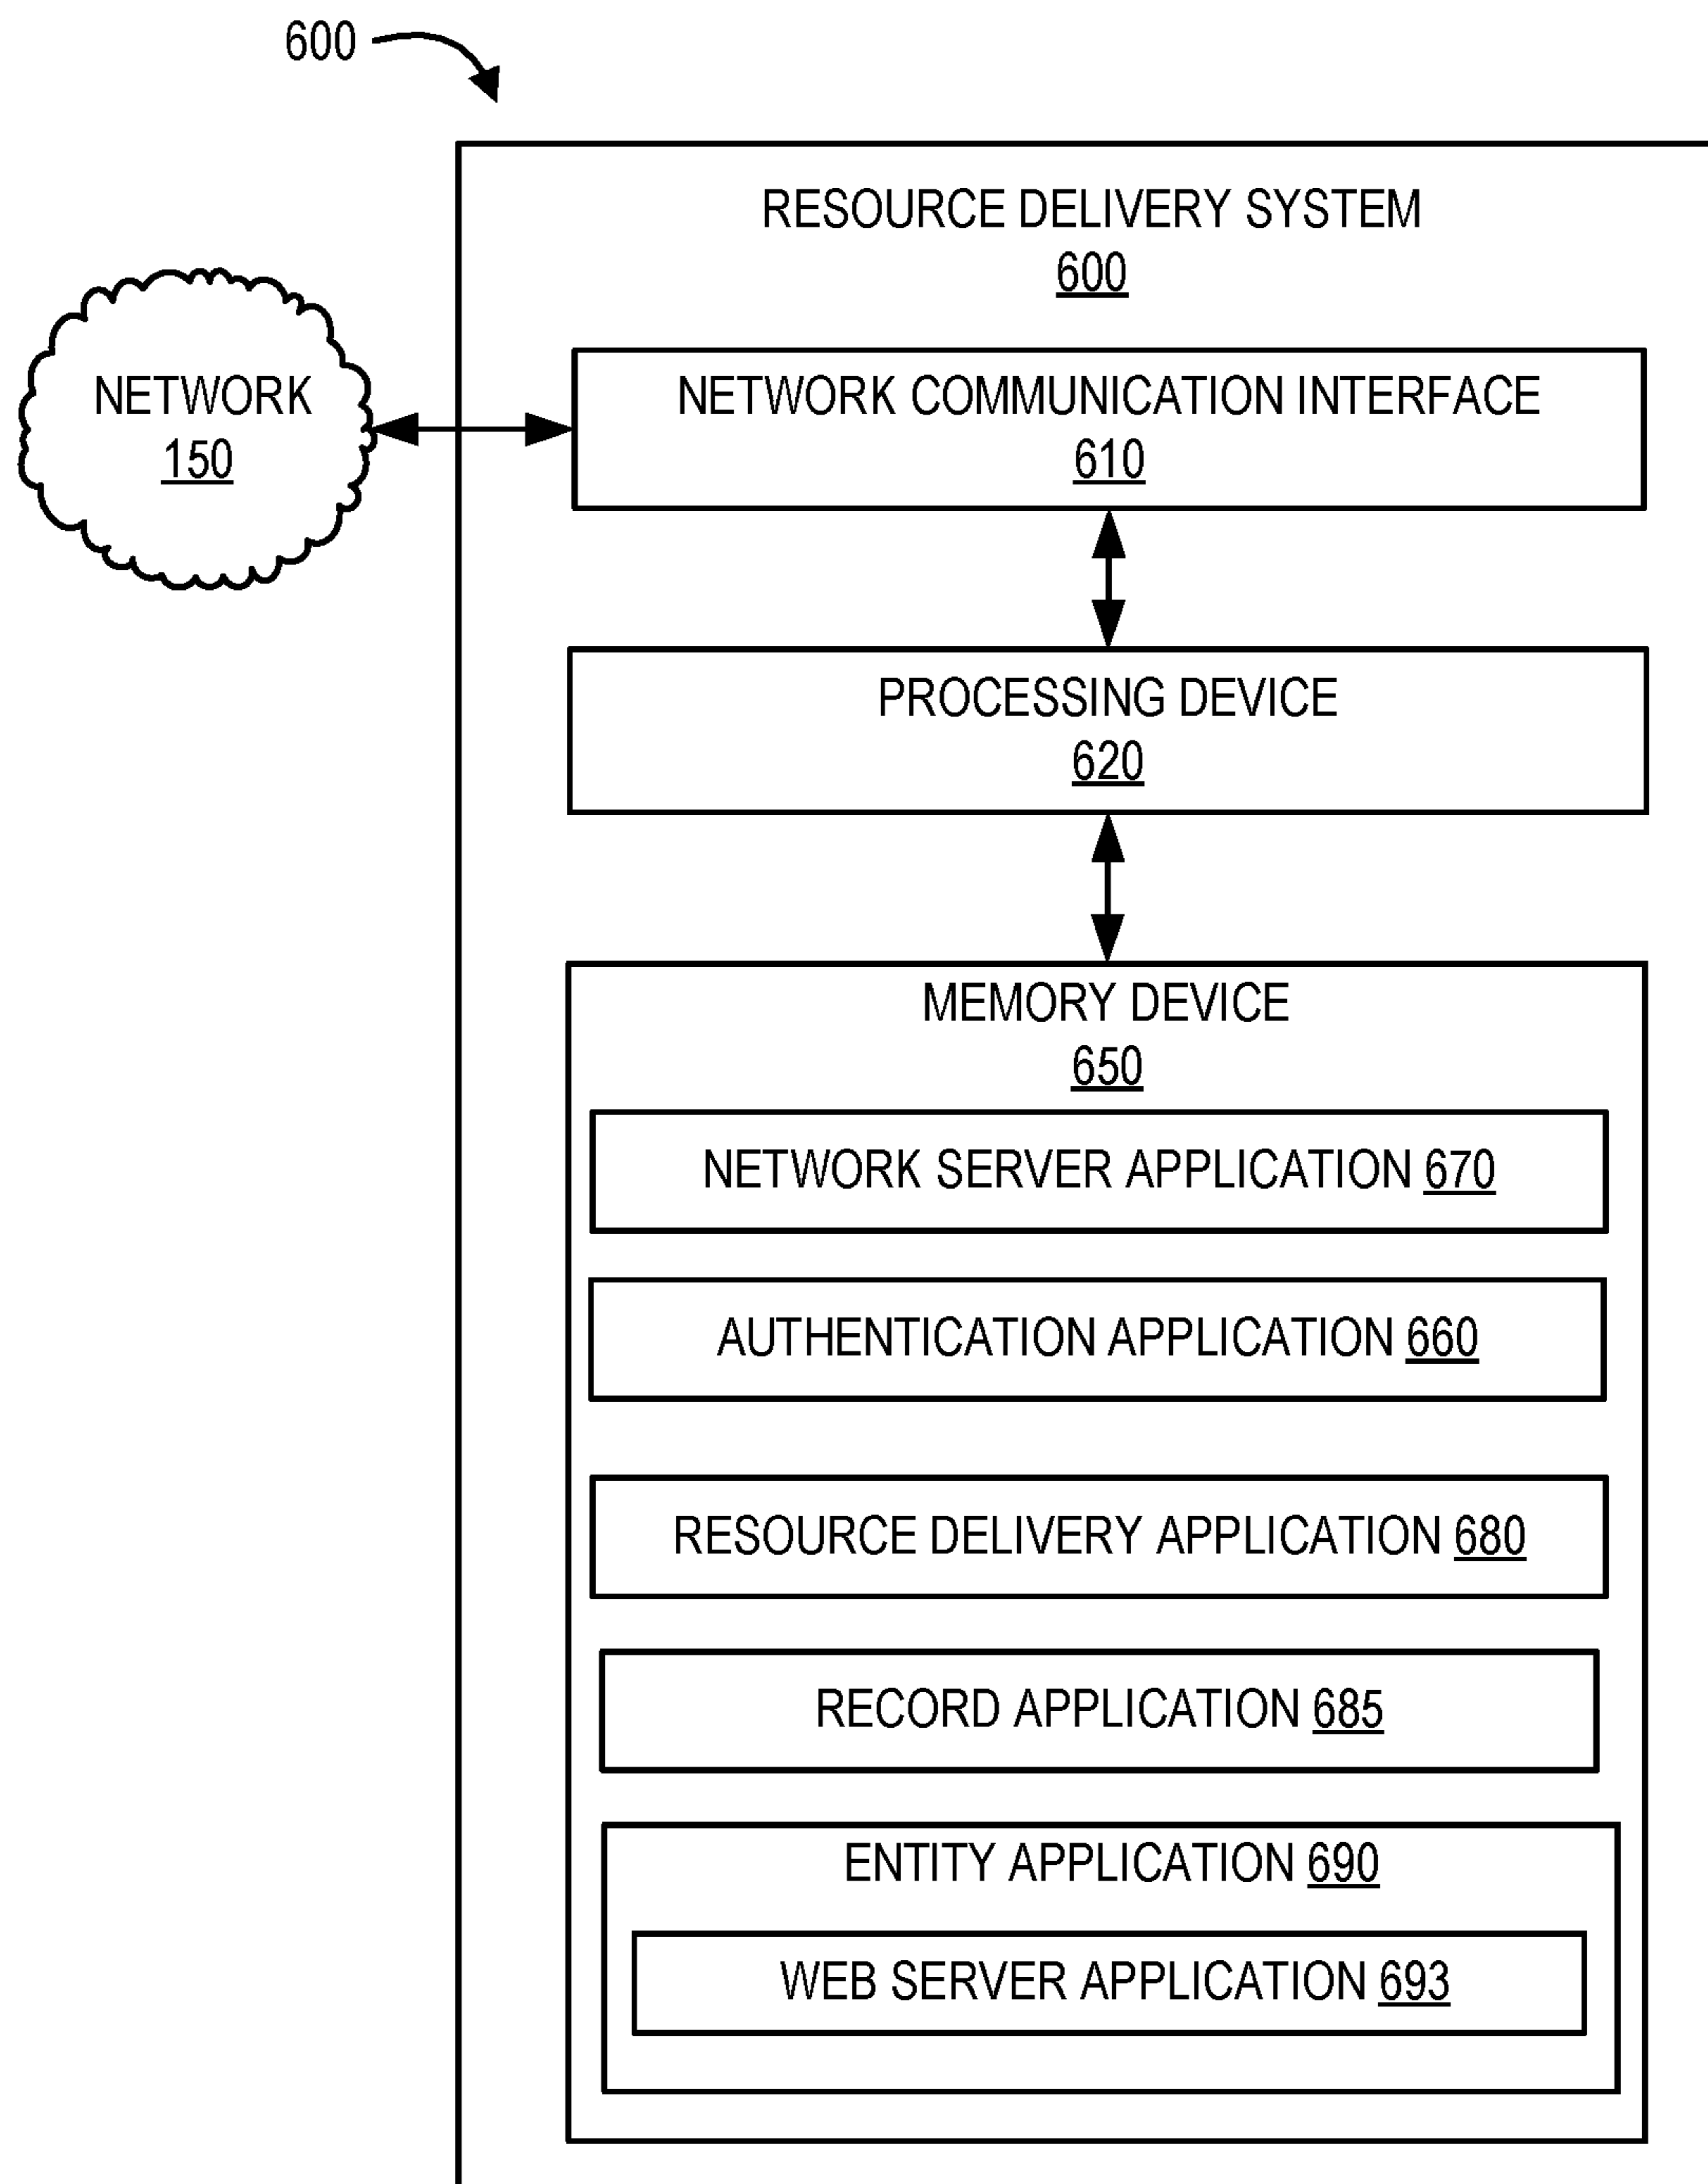 600
RESOURCE DELIVERY SYSTEM
600
NETWORK
150
NETWORK COMMUNICATION INTERFACE
610
PROCESSING DEVICE
620
MEMORY DEVICE
650
NETWORK SERVER APPLICATION 670
AUTHENTICATION APPLICATION 660
RESOURCE DELIVERY APPLICATION 680
RECORD APPLICATION 685
ENTITY APPLICATION 690
WEB SERVER APPLICATION 693